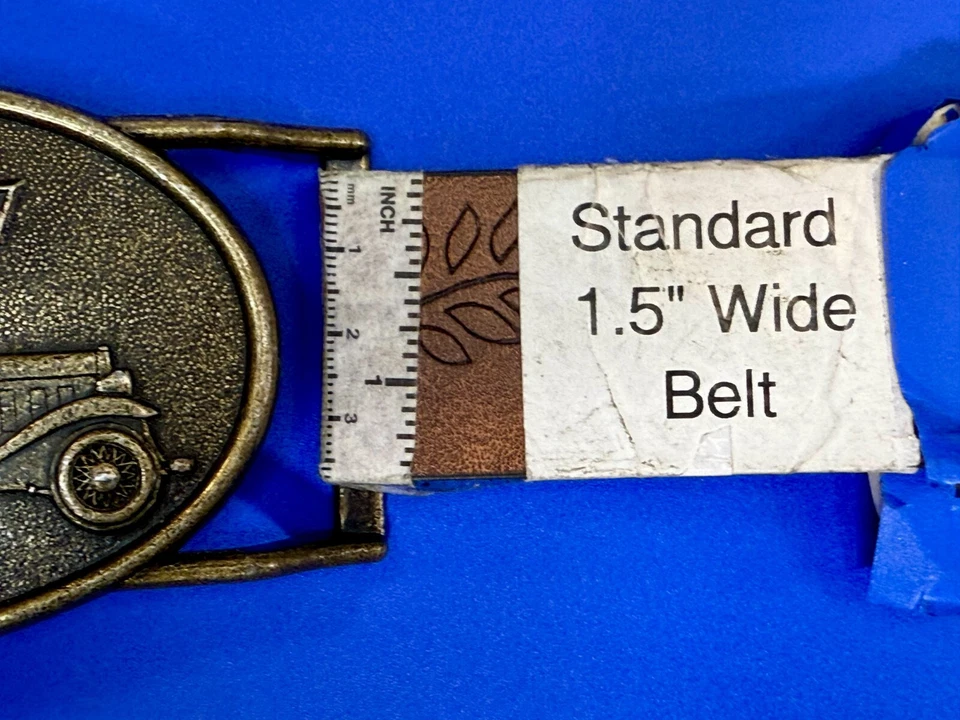 mm
1
2
3
INCH
1
Standard
1.5" Wide
Belt